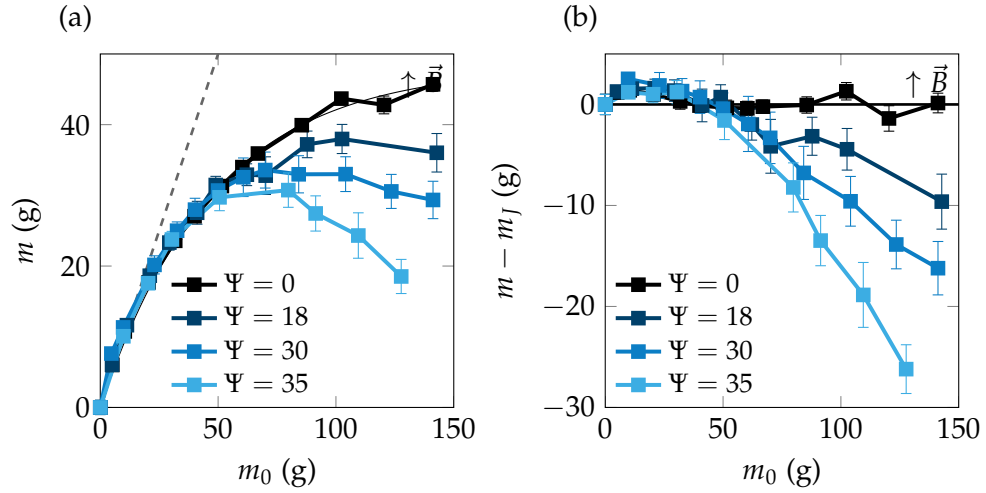 (a)
↑ B⃗
40
20
0
0 50 100 150
m (g)
m₀ (g)
Ψ = 0
Ψ = 18
Ψ = 30
Ψ = 35
(b)
↑ B⃗
0
−10
−20
−30
0 50 100 150
m − m_J (g)
m₀ (g)
Ψ = 0
Ψ = 18
Ψ = 30
Ψ = 35